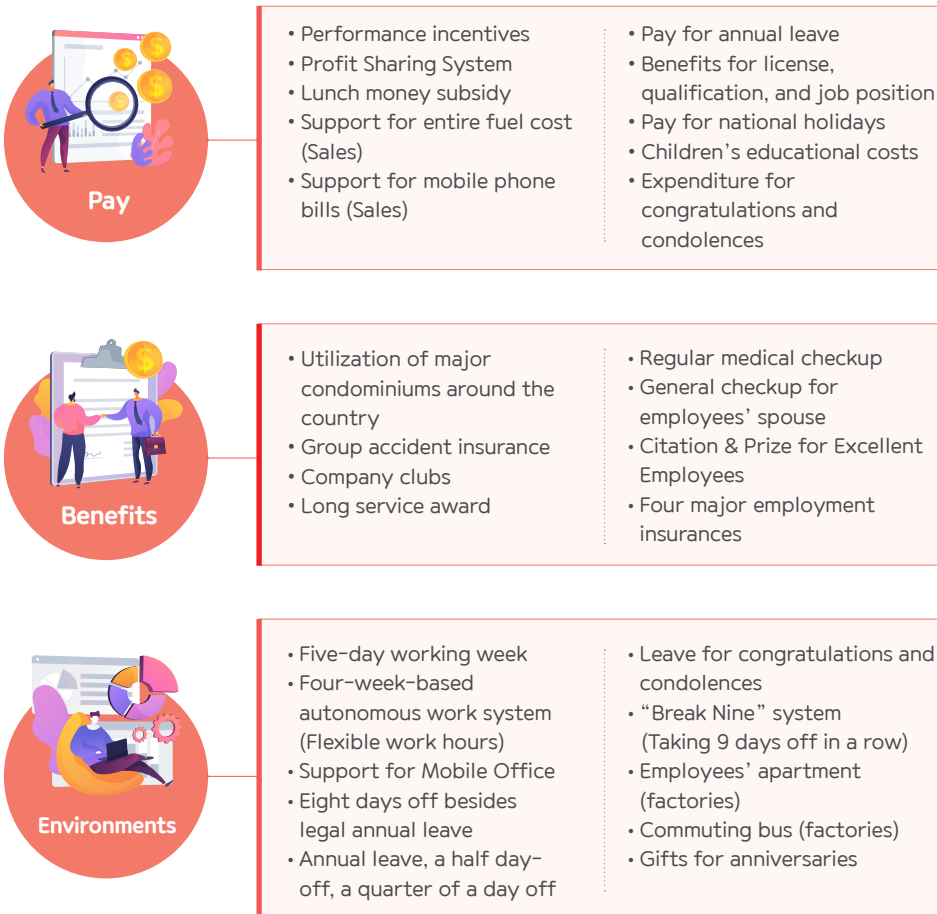 Pay
• Performance incentives
• Profit Sharing System
• Lunch money subsidy
• Support for entire fuel cost
(Sales)
• Support for mobile phone
bills (Sales)
• Pay for annual leave
• Benefits for license,
qualification, and job position
• Pay for national holidays
• Children’s educational costs
• Expenditure for
congratulations and
condolences
Benefits
• Utilization of major
condominiums around the
country
• Group accident insurance
• Company clubs
• Long service award
• Regular medical checkup
• General checkup for
employees’ spouse
• Citation & Prize for Excellent
Employees
• Four major employment
insurances
Environments
• Five-day working week
• Four-week-based
autonomous work system
(Flexible work hours)
• Support for Mobile Office
• Eight days off besides
legal annual leave
• Annual leave, a half day-
off, a quarter of a day off
• Leave for congratulations and
condolences
• “Break Nine” system
(Taking 9 days off in a row)
• Employees’ apartment
(factories)
• Commuting bus (factories)
• Gifts for anniversaries